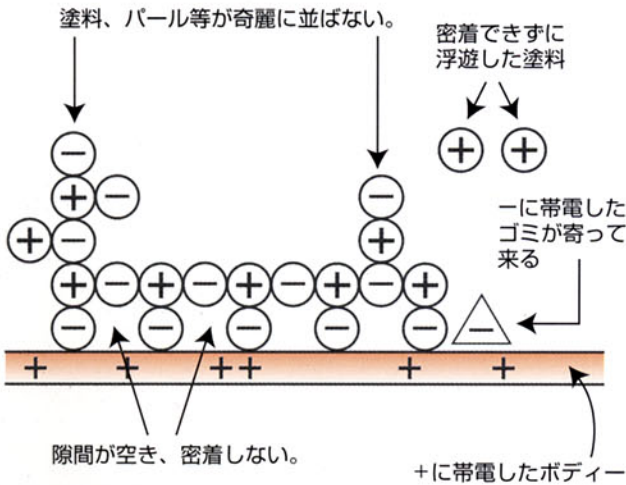 塗料、パール等が奇麗に並ばない。
密着できずに
浮遊した塗料
− + −
+ −
+ +
−
+ −
+
−に帯電した
ゴミが寄って
来る
+ − + − + − + − +
− − − − − −
+ + + + + +
隙間が空き、密着しない。
+に帯電したボディー